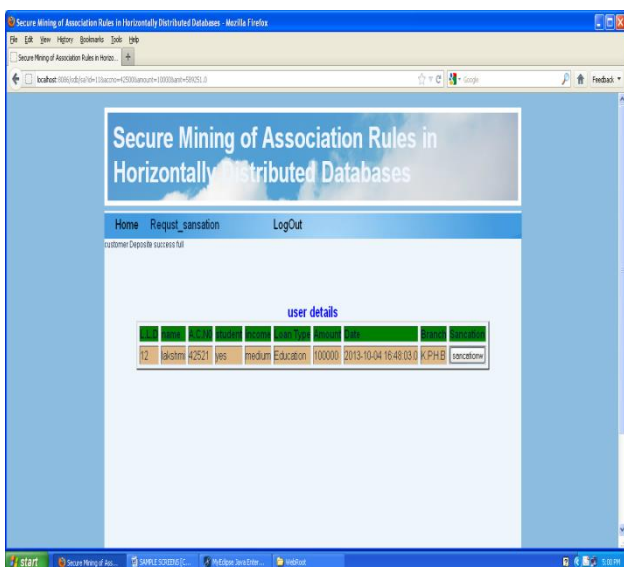 Secure Mining of Association Rules in Horizontally Distributed Databases - Mozilla Firefox
File Edit View History Bookmarks Tools Help
Secure Mining of Association Rules in Horizo...
Google
Feedback
Secure Mining of Association Rules in
Horizontally Distributed Databases
Home Requst_sansation LogOut
customer Deposite success full
user details
name A.C.No student income Loan Type Amount Date Branch Sancation
12 lakshmi 42521 yes medium Education 100000 2013-10-04 16:48:03.0 K.P.H.B sancationw
start Secure Mining of Ass... SAMPLE SCREENS [C... MyEclipse Java Enter... WebRoot 5:00 PM